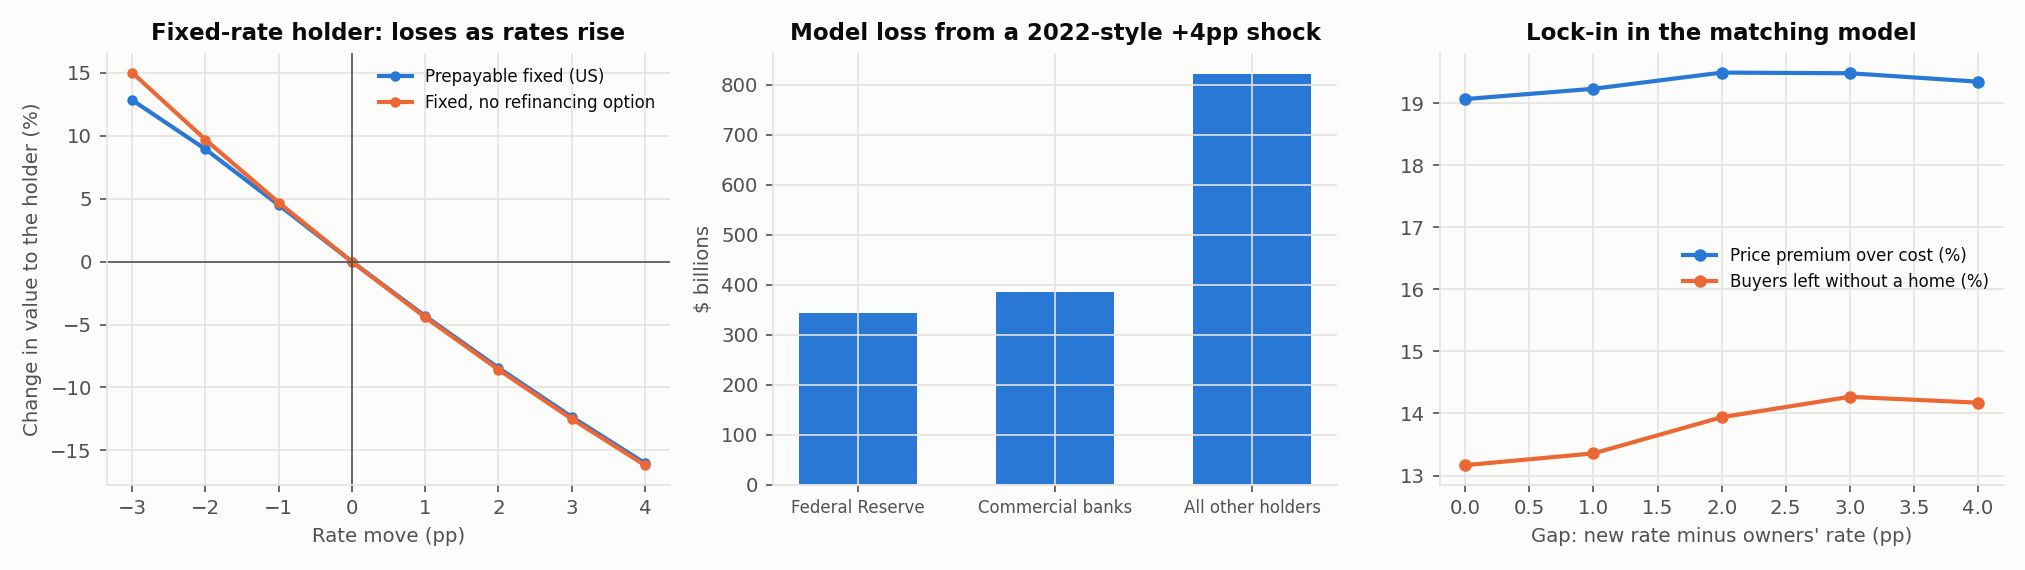 Fixed-rate holder: loses as rates rise
Change in value to the holder (%)
15
10
5
0
−5
−10
−15
Prepayable fixed (US)
Fixed, no refinancing option
−3 −2 −1 0 1 2 3 4
Rate move (pp)
Model loss from a 2022-style +4pp shock
$ billions
800
700
600
500
400
300
200
100
0
Federal Reserve Commercial banks All other holders
Lock-in in the matching model
19
18
17
16
15
14
13
Price premium over cost (%)
Buyers left without a home (%)
0.0 0.5 1.0 1.5 2.0 2.5 3.0 3.5 4.0
Gap: new rate minus owners' rate (pp)